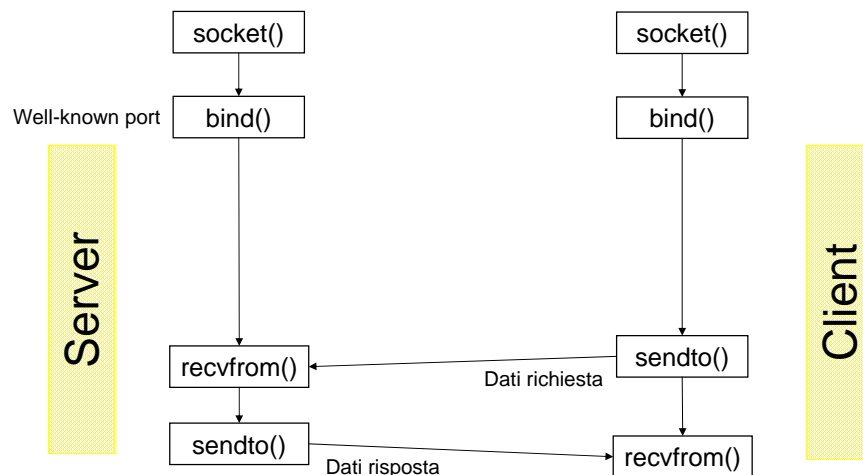 socket()
socket()
Well-known port
bind()
bind()
Server
Client
recvfrom()
sendto()
Dati richiesta
sendto()
recvfrom()
Dati risposta